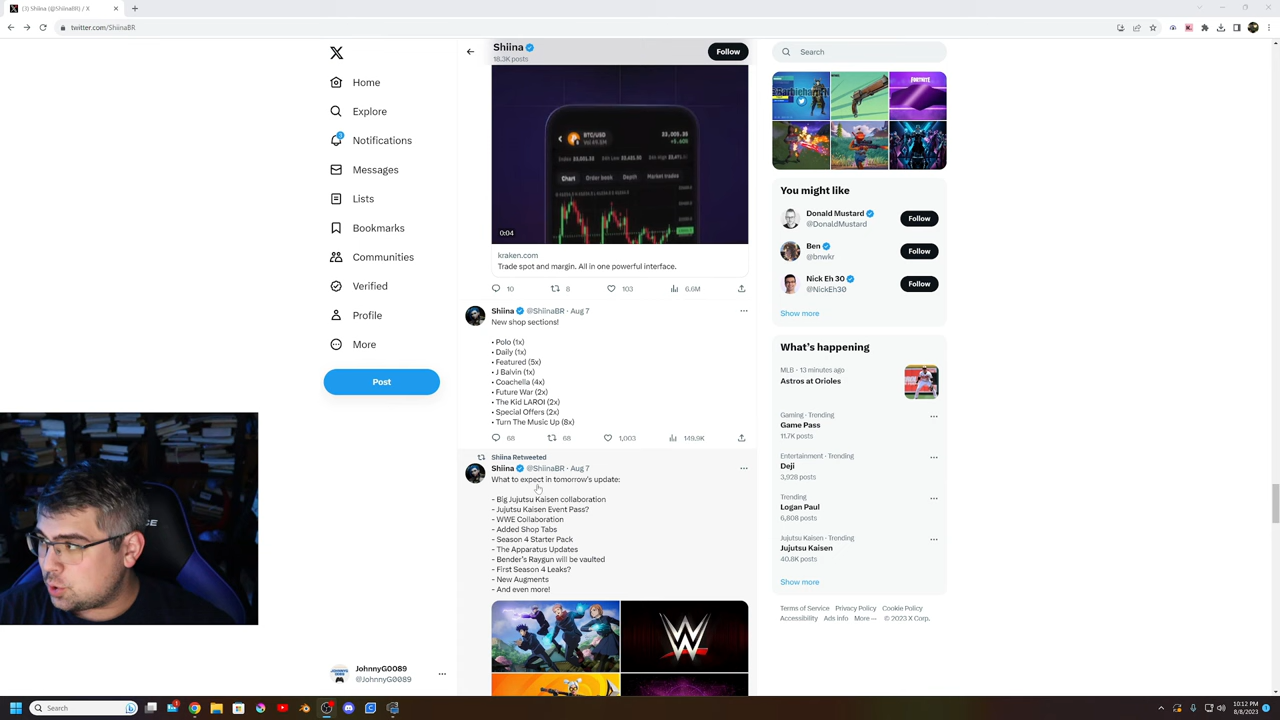 (3) Shiina (@ShiinaBR) / X
twitter.com/ShiinaBR
Home
Explore
Notifications
Messages
Lists
Bookmarks
Communities
Verified
Profile
More
Post
JohnnyG0089
@JohnnyG0089
Shiina
18.3K posts
Follow
BTC/USD
Chart Order book Depth Market trades
0:04
kraken.com
Trade spot and margin. All in one powerful interface.
10 8 103 6.6M
Shiina @ShiinaBR · Aug 7
New shop sections!
• Polo (1x)
• Daily (1x)
• Featured (5x)
• J Balvin (1x)
• Coachella (4x)
• Future War (2x)
• The Kid LAROI (2x)
• Special Offers (2x)
• Turn The Music Up (8x)
68 68 1,003 149.9K
Shiina Retweeted
Shiina @ShiinaBR · Aug 7
What to expect in tomorrow's update:
- Big Jujutsu Kaisen collaboration
- Jujutsu Kaisen Event Pass?
- WWE Collaboration
- Added Shop Tabs
- Season 4 Starter Pack
- The Apparatus Updates
- Bender's Raygun will be vaulted
- First Season 4 Leaks?
- New Augments
- And even more!
Search
FORTNITE
You might like
Donald Mustard
@DonaldMustard
Follow
Ben
@bnwkr
Follow
Nick Eh 30
@NickEh30
Follow
Show more
What's happening
MLB · 13 minutes ago
Astros at Orioles
Gaming · Trending
Game Pass
11.7K posts
Entertainment · Trending
Deji
3,928 posts
Trending
Logan Paul
6,808 posts
Jujutsu Kaisen · Trending
Jujutsu Kaisen
40.8K posts
Show more
Terms of Service Privacy Policy Cookie Policy
Accessibility Ads info More ··· © 2023 X Corp.
Search
10:12 PM
8/8/2023